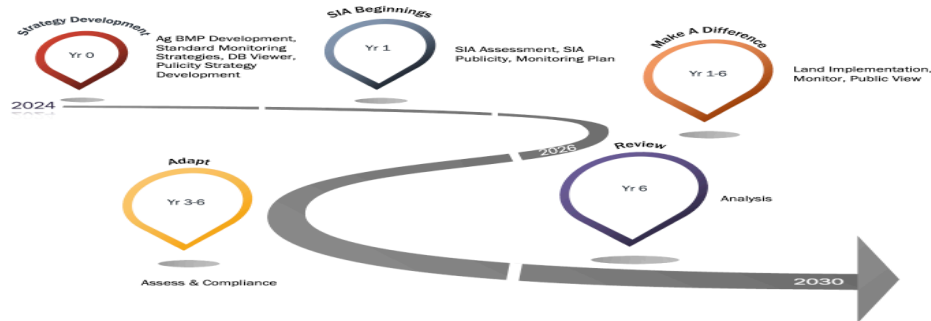 Strategy Development
Yr 0
Ag BMP Development,
Standard Monitoring
Strategies, DB Viewer,
Pulicity Strategy
Development
SIA Beginnings
Yr 1
SIA Assessment, SIA
Publicity, Monitoring Plan
Make A Difference
Yr 1-6
Land Implementation,
Monitor, Public View
2024
2026
Adapt
Yr 3-6
Assess & Compliance
Review
Yr 6
Analysis
2030